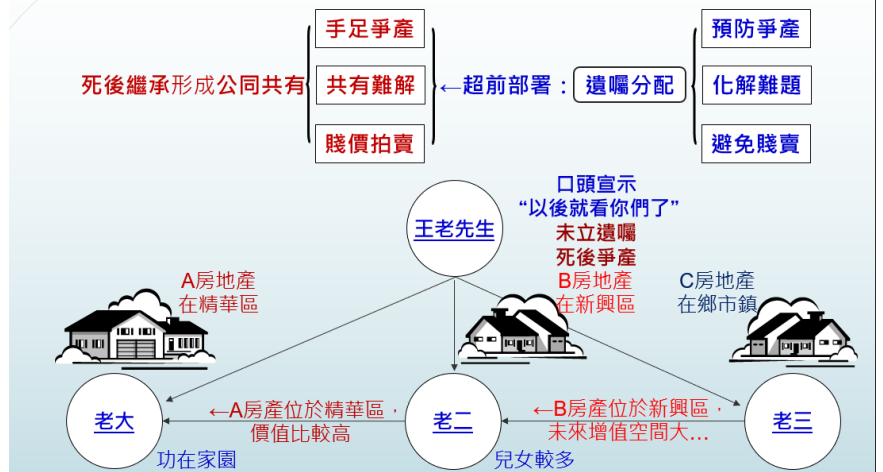 手足爭產
預防爭產
死後繼承形成公同共有
共有難解
←超前部署：
遺囑分配
化解難題
賤價拍賣
避免賤賣
王老先生
口頭宣示
“以後就看你們了”
未立遺囑
死後爭產
A房地產
在精華區
B房地產
在新興區
C房地產
在鄉市鎮
老大
←A房產位於精華區，
價值比較高
老二
←B房產位於新興區，
未來增值空間大…
老三
功在家園
兒女較多